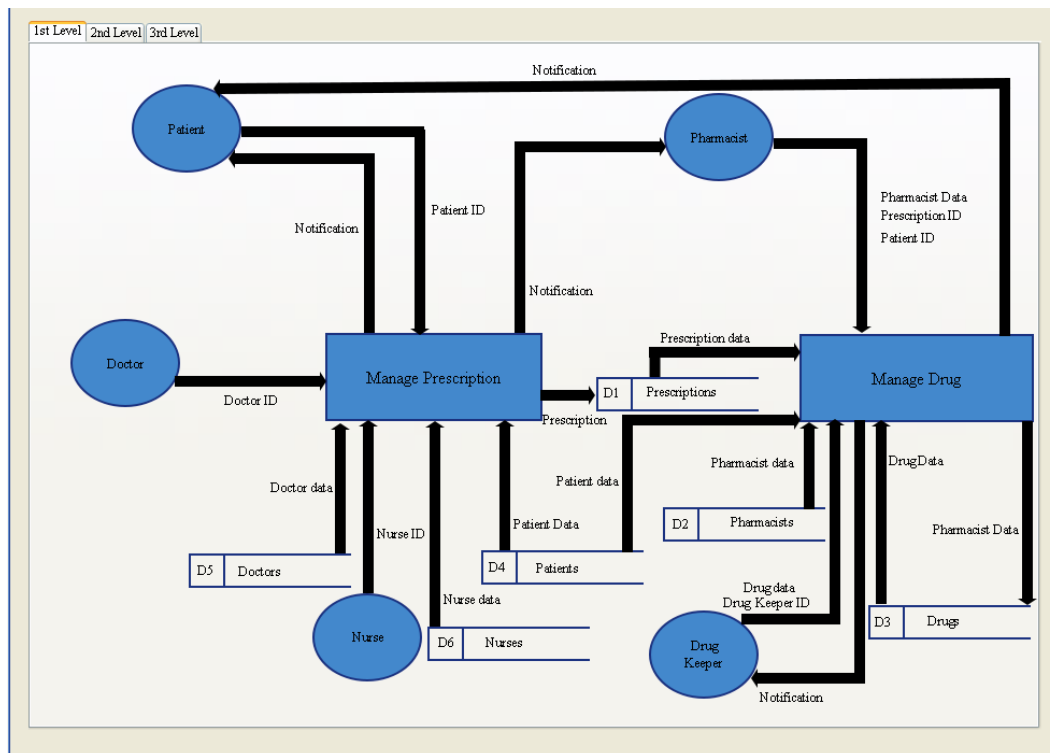 1st Level 2nd Level 3rd Level
Notification
Patient
Pharmacist
Patient ID
Pharmacist Data
Prescription ID
Patient ID
Notification
Notification
Prescription data
Doctor
Manage Prescription
Manage Drug
D1 Prescriptions
Doctor ID
Prescription
Pharmacist data
DrugData
Patient data
Doctor data
Nurse ID
Patient Data
D2 Pharmacists
Pharmacist Data
D5 Doctors
D4 Patients
Drugdata
Drug Keeper ID
Nurse data
D3 Drugs
Nurse
D6 Nurses
Drug
Keeper
Notification